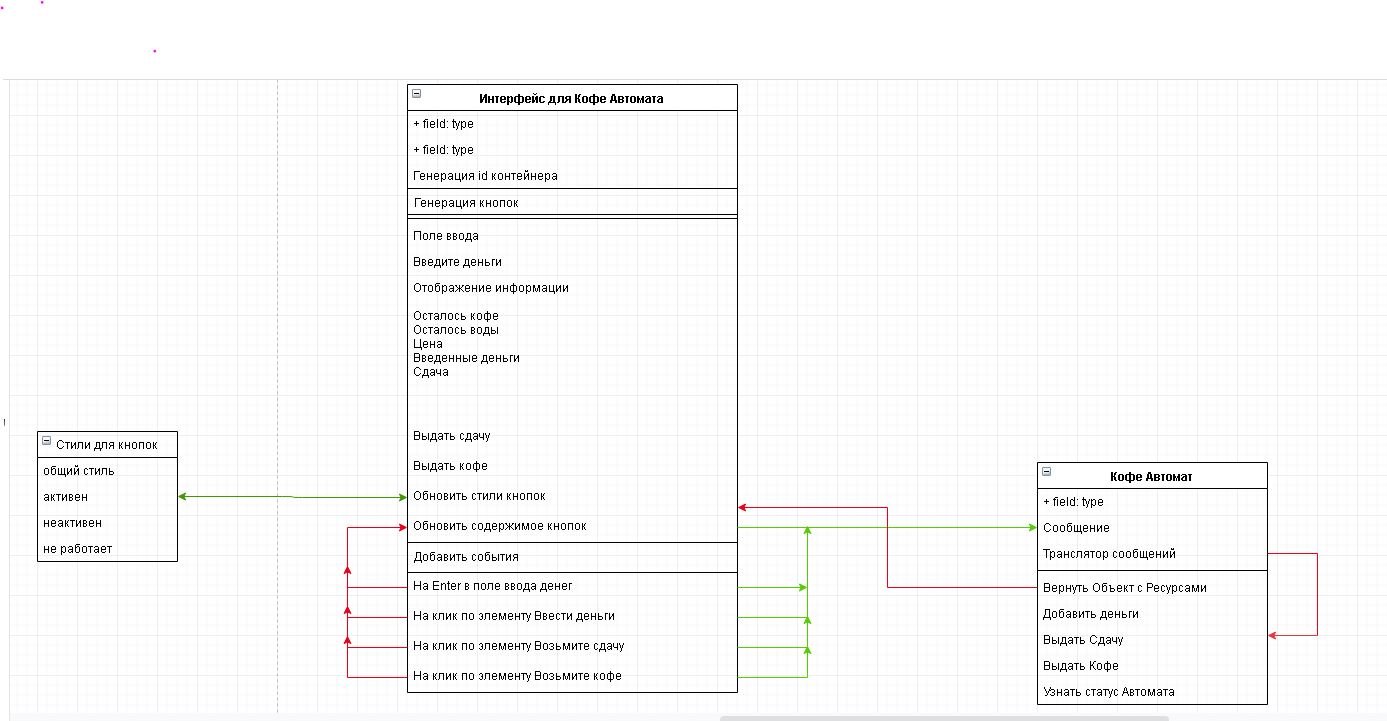 Интерфейс для Кофе Автомата
+ field: type
+ field: type
Генерация id контейнера
Генерация кнопок
Поле ввода
Введите деньги
Отображение информации
Осталось кофе
Осталось воды
Цена
Введенные деньги
Сдача
Выдать сдачу
Выдать кофе
Обновить стили кнопок
Обновить содержимое кнопок
Добавить события
На Enter в поле ввода денег
На клик по элементу Ввести деньги
На клик по элементу Возьмите сдачу
На клик по элементу Возьмите кофе
Стили для кнопок
общий стиль
активен
неактивен
не работает
Кофе Автомат
+ field: type
Сообщение
Транслятор сообщений
Вернуть Объект с Ресурсами
Добавить деньги
Выдать Сдачу
Выдать Кофе
Узнать статус Автомата